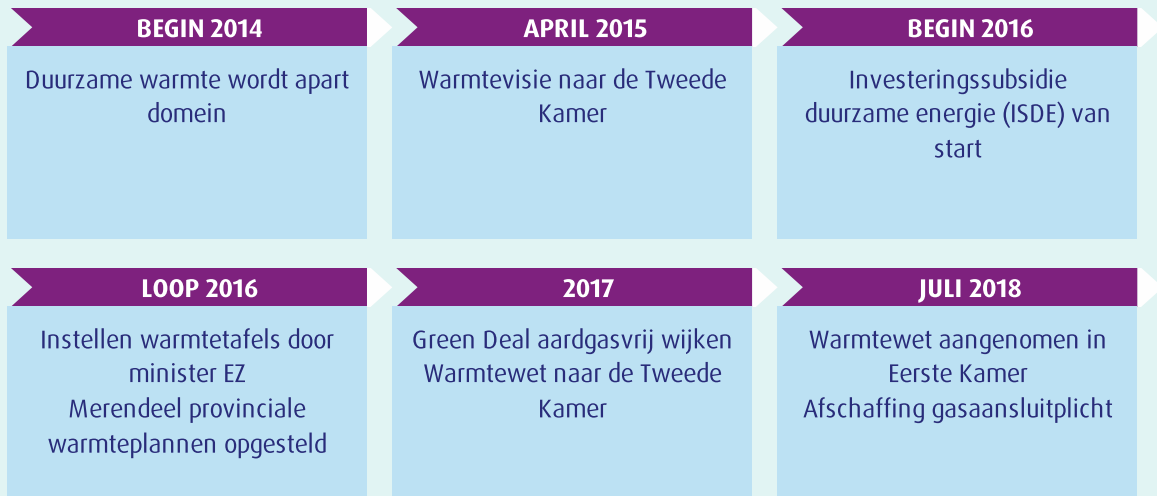 BEGIN 2014
Duurzame warmte wordt apart
domein
APRIL 2015
Warmtevisie naar de Tweede
Kamer
BEGIN 2016
Investeringssubsidie
duurzame energie (ISDE) van
start
LOOP 2016
Instellen warmtetafels door
minister EZ
Merendeel provinciale
warmteplannen opgesteld
2017
Green Deal aardgasvrij wijken
Warmtewet naar de Tweede
Kamer
JULI 2018
Warmtewet aangenomen in
Eerste Kamer
Afschaffing gasaansluitplicht